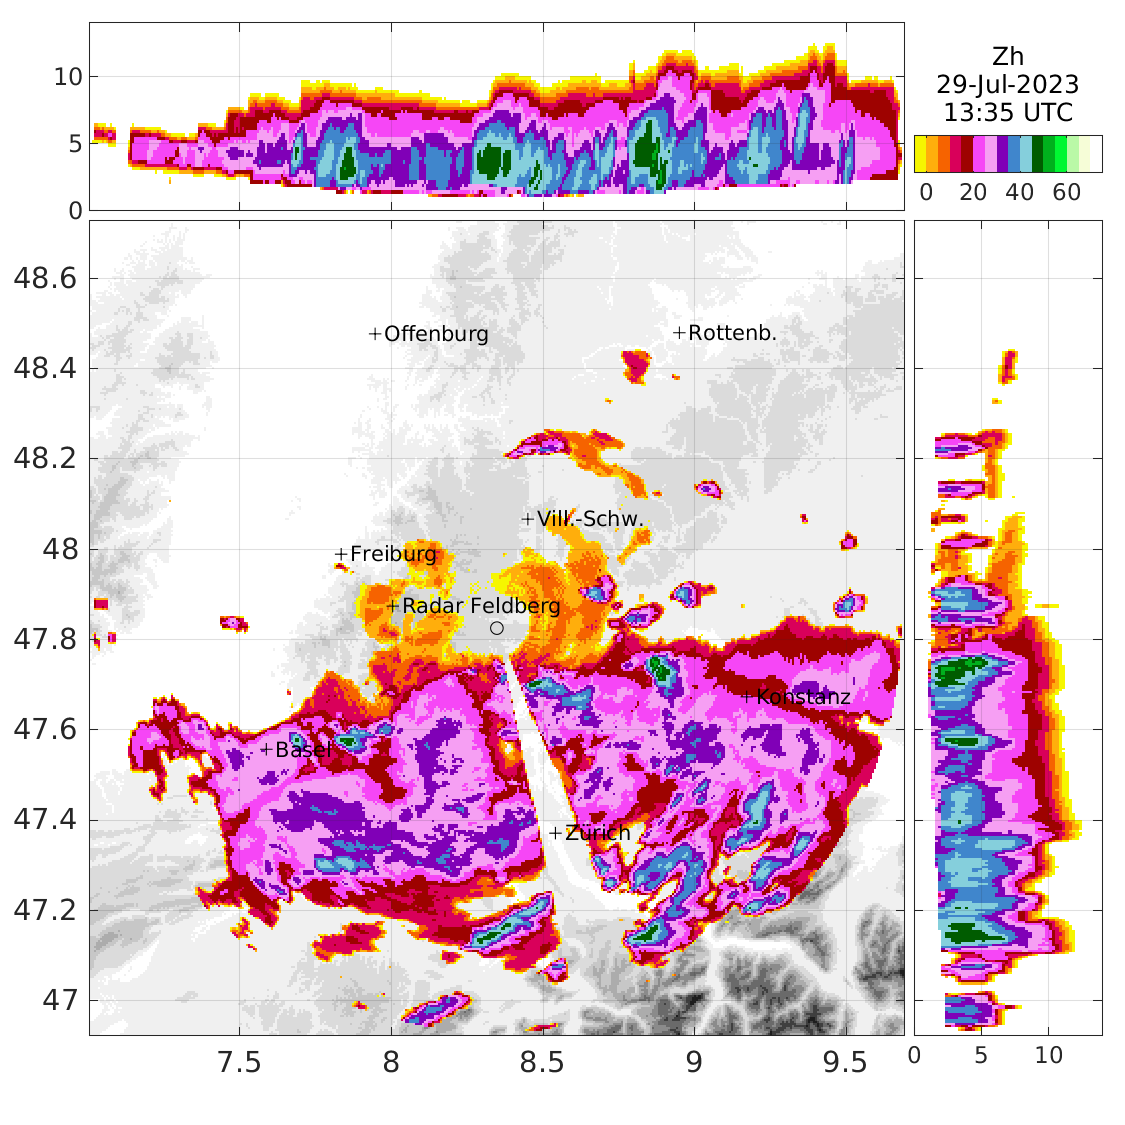 Zh
29-Jul-2023
13:35 UTC
10
5
0
0 20 40 60
48.6
48.4
48.2
48
47.8
47.6
47.4
47.2
47
+Offenburg
+Rottenb.
+Vill.-Schw.
+Freiburg
+Radar Feldberg
+Konstanz
+Basel
+Zürich
7.5 8 8.5 9 9.5
0 5 10